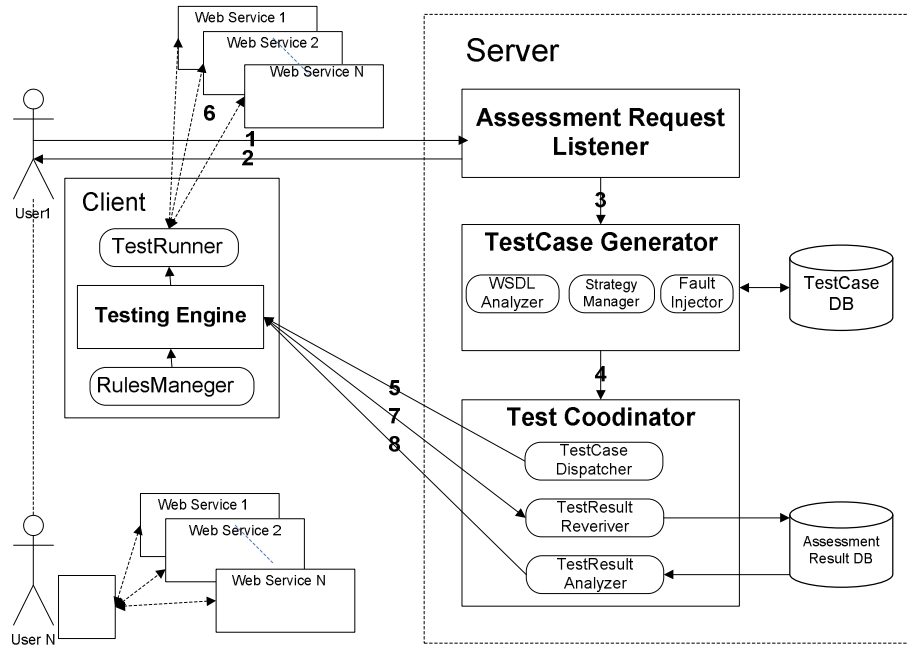 Web Service 1
Web Service 2
Web Service N
Server
6
Assessment Request
Listener
1
2
User1
3
Client
TestRunner
Testing Engine
RulesManeger
TestCase Generator
WSDL
Analyzer
Strategy
Manager
Fault
Injector
TestCase
DB
4
5
7
8
Test Coodinator
TestCase
Dispatcher
TestResult
Reveriver
TestResult
Analyzer
Assessment
Result DB
Web Service 1
Web Service 2
Web Service N
User N